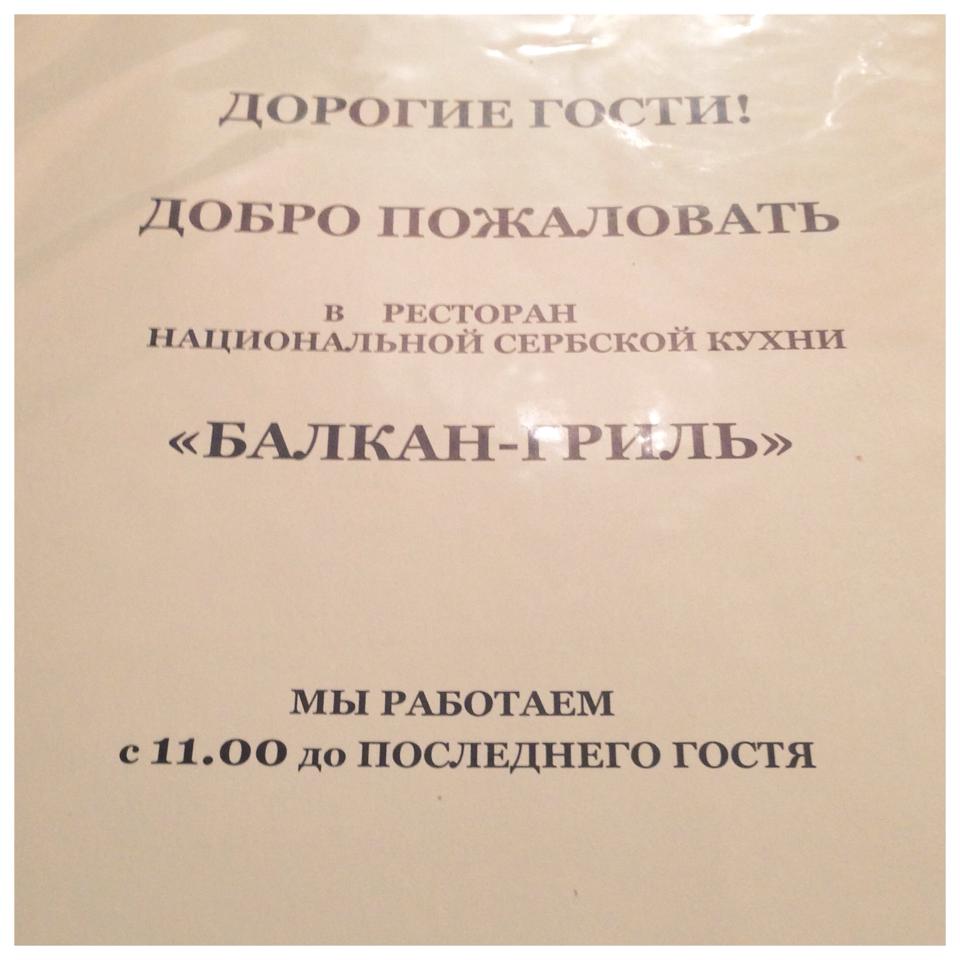 ДОРОГИЕ ГОСТИ!
ДОБРО ПОЖАЛОВАТЬ
В РЕСТОРАН
НАЦИОНАЛЬНОЙ СЕРБСКОЙ КУХНИ
«БАЛКАН-ГРИЛЬ»
МЫ РАБОТАЕМ
с 11.00 до ПОСЛЕДНЕГО ГОСТЯ